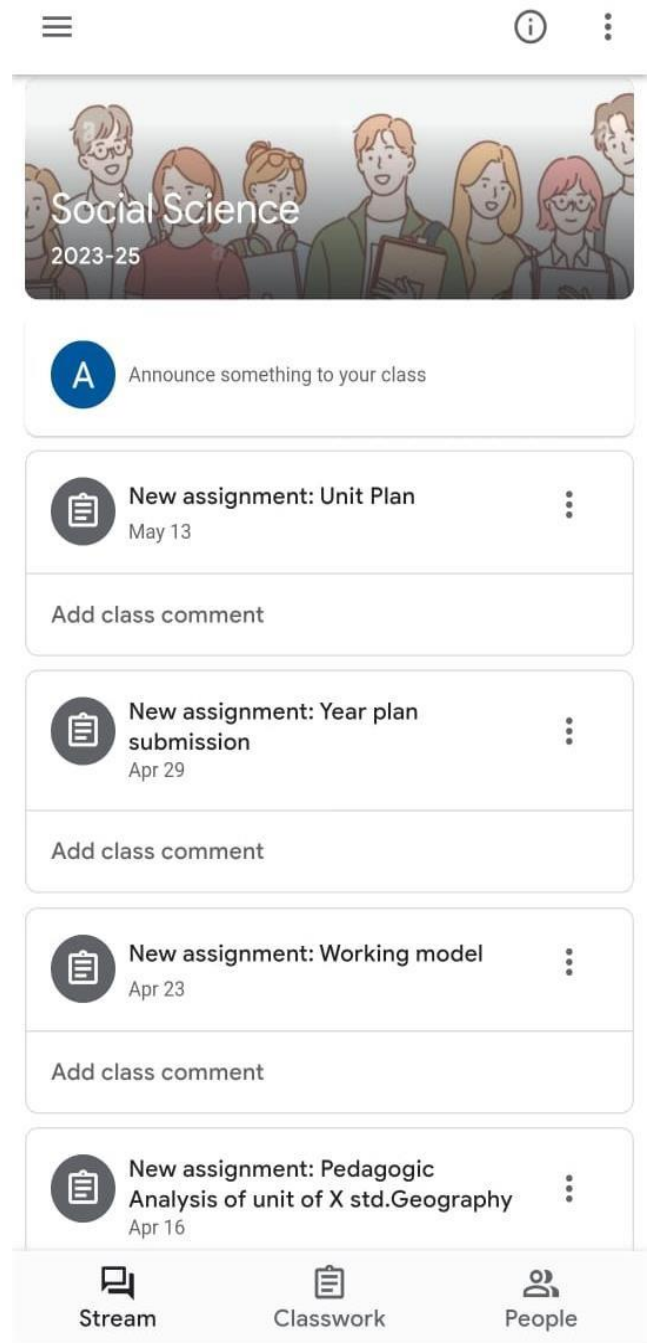 Social Science
2023-25
A
Announce something to your class
New assignment: Unit Plan
May 13
Add class comment
New assignment: Year plan
submission
Apr 29
Add class comment
New assignment: Working model
Apr 23
Add class comment
New assignment: Pedagogic
Analysis of unit of X std.Geography
Apr 16
Stream
Classwork
People